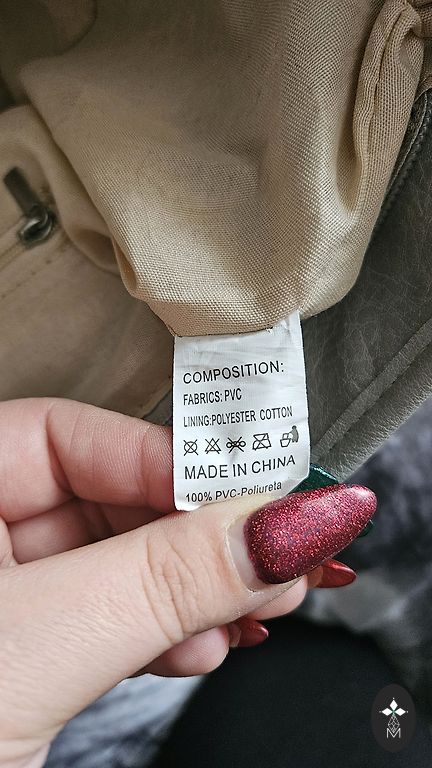 COMPOSITION:
FABRICS: PVC
LINING:POLYESTER COTTON
MADE IN CHINA
100% PVC-Poliureta